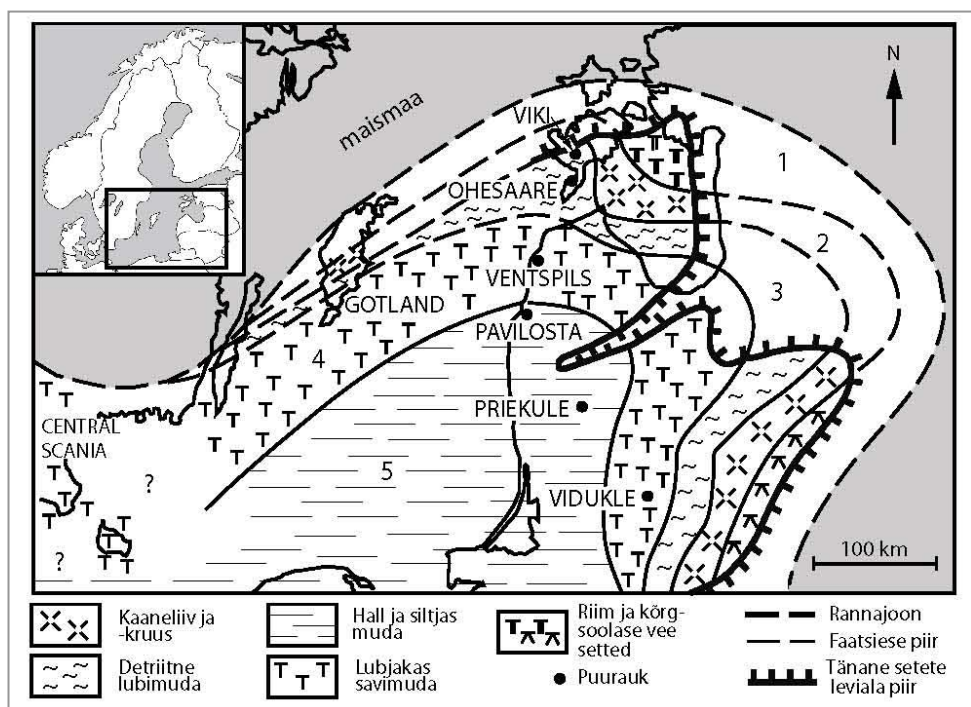 N
maismaa
VIKI
1
OHESAARE
2
VENTSPILS
3
GOTLAND
PAVILOSTA
4
PRIEKULE
CENTRAL
SCANIA
?
5
VIDUKLE
?
100 km
Kaaneliiv ja
-kruus
Hall ja siltjas
muda
Riim ja kõrg-
soolase vee
setted
Rannajoon
Faatsiese piir
Detriitne
lubimuda
Lubjakas
savimuda
Puurauk
Tänane setete
leviala piir